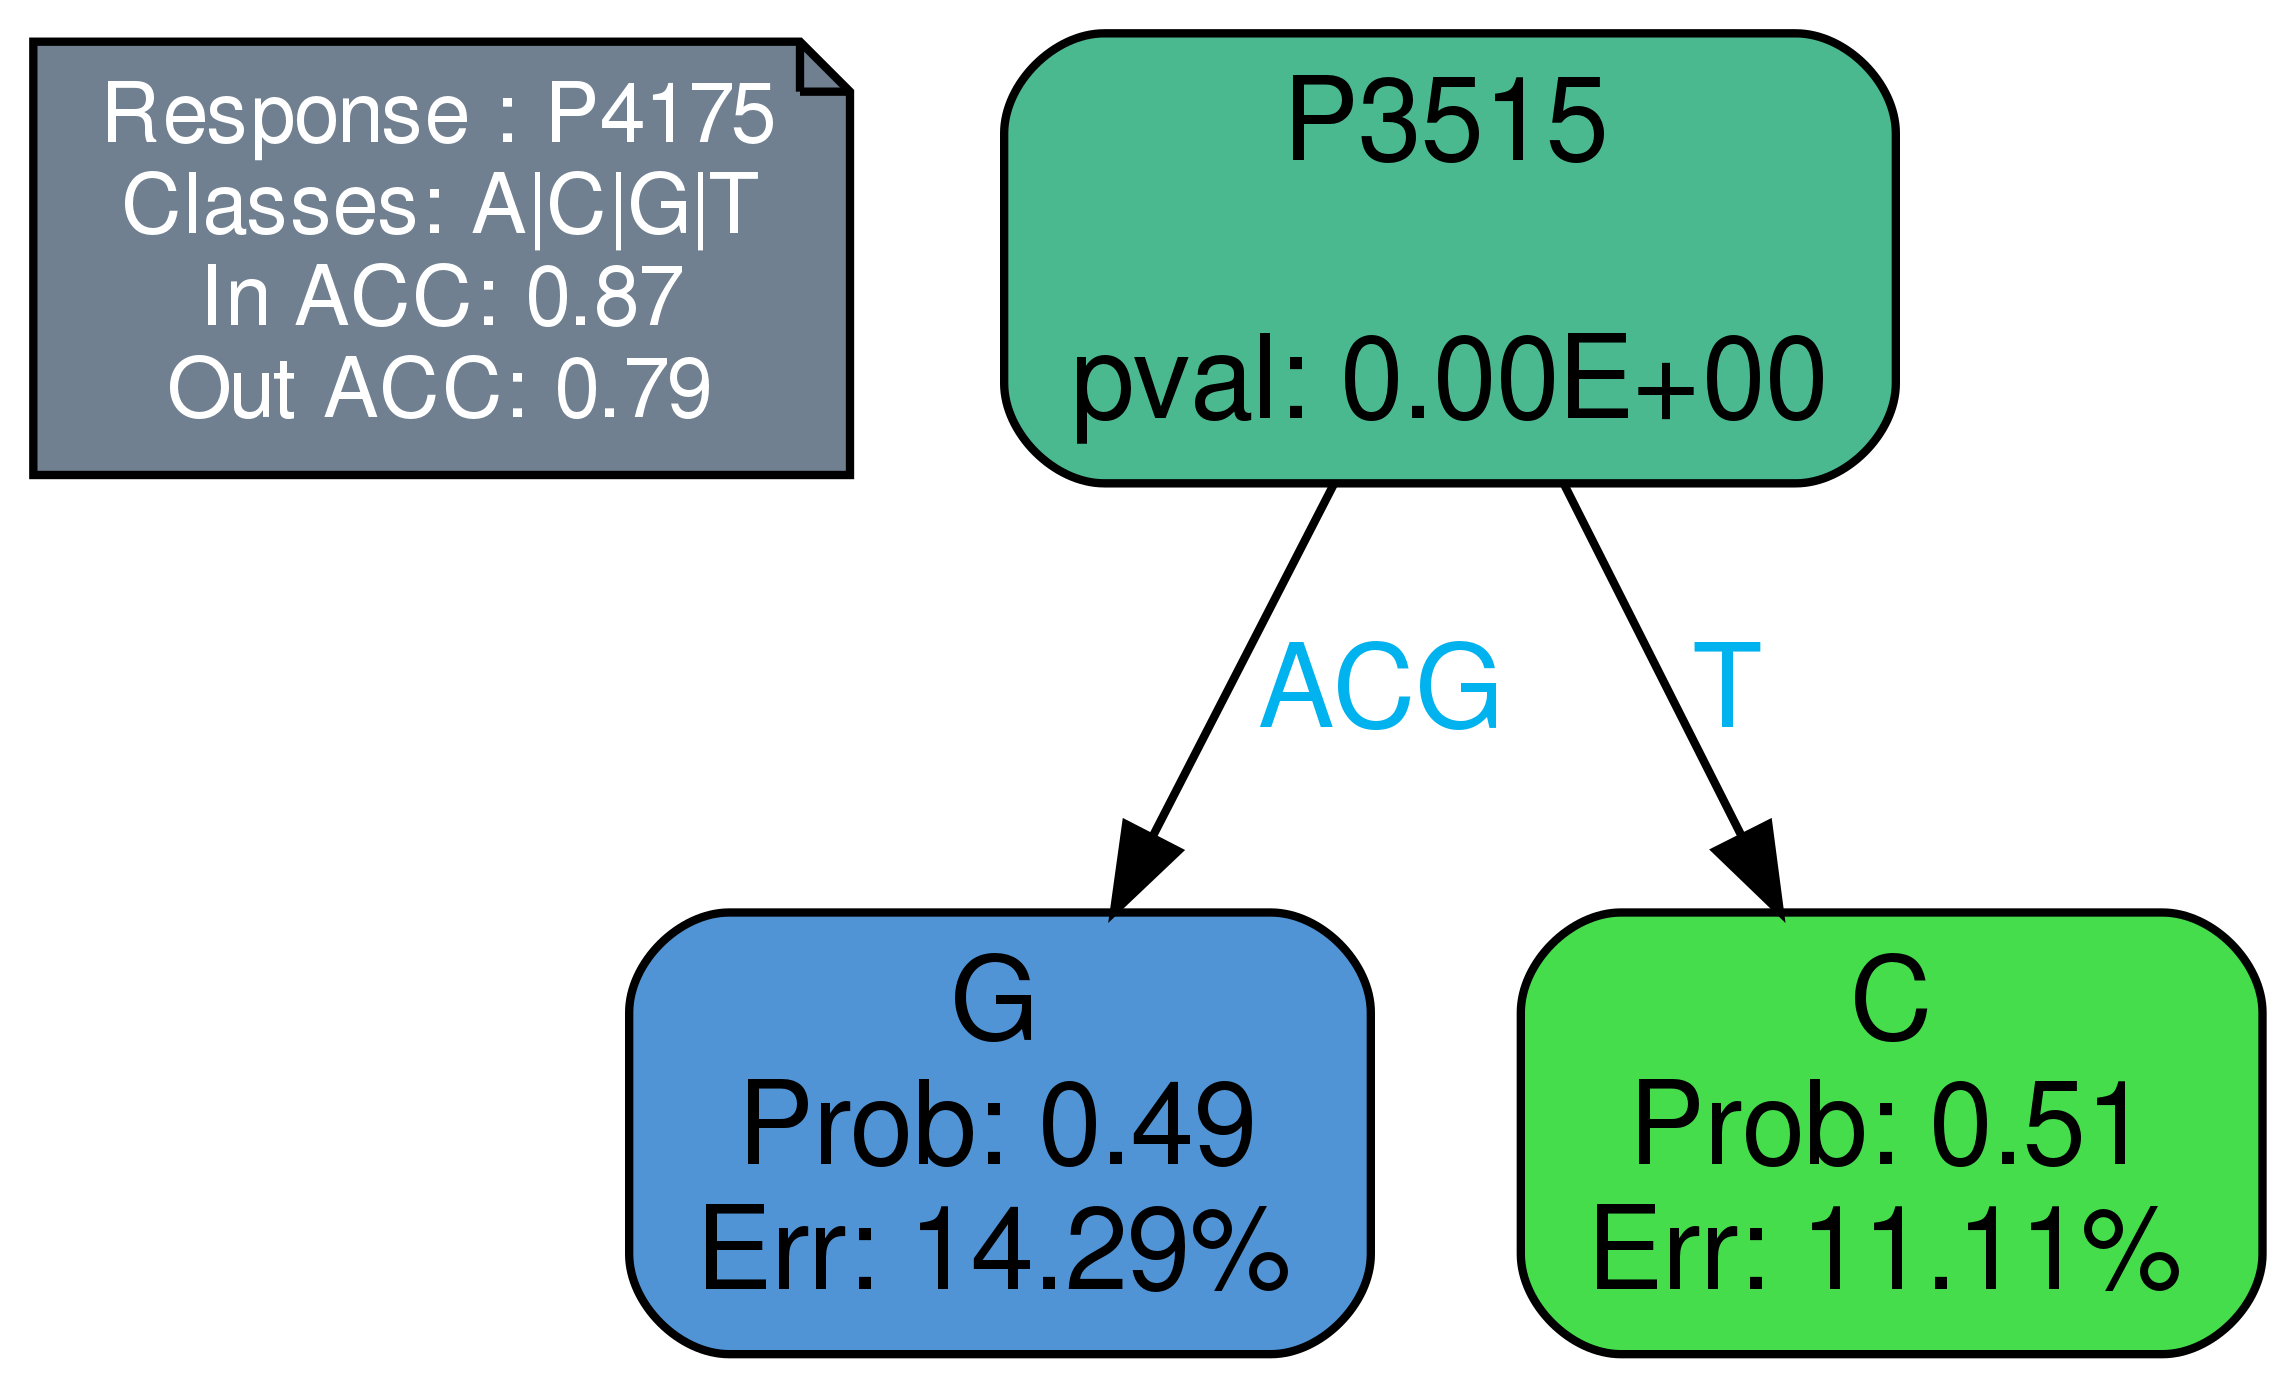 Response : P4175
Classes: A|C|G|T
In ACC: 0.87
Out ACC: 0.79
P3515
pval: 0.00E+00
ACG
T
G
Prob: 0.49
Err: 14.29%
C
Prob: 0.51
Err: 11.11%